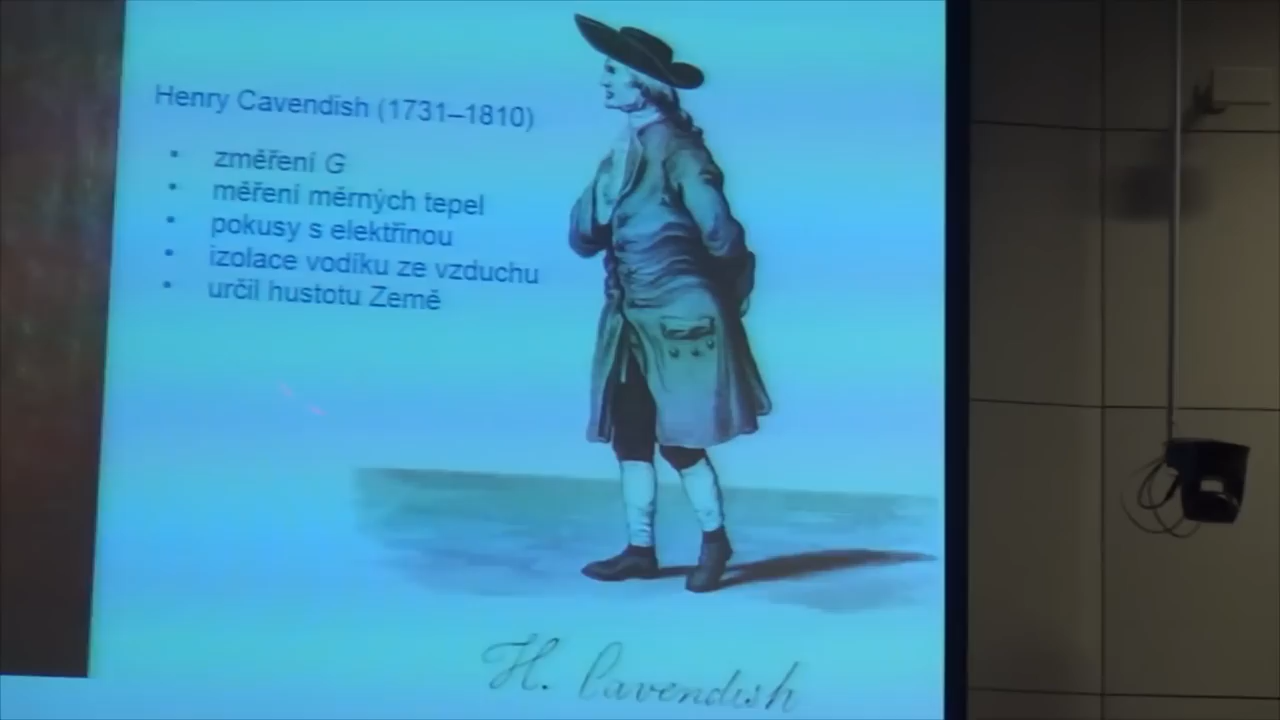 Henry Cavendish (1731–1810)
• změření G
• měření měrných tepel
• pokusy s elektřinou
• izolace vodíku ze vzduchu
• určil hustotu Země
H. Cavendish